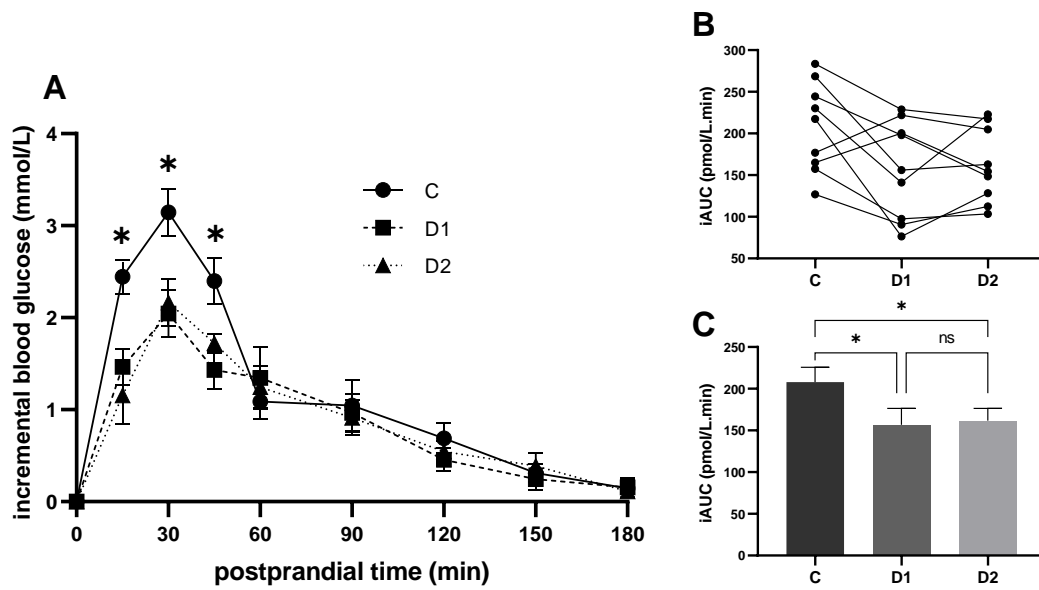 A
incremental blood glucose (mmol/L)
4
3
2
1
0
*
*
*
C
D1
D2
0 30 60 90 120 150 180
postprandial time (min)
B
iAUC (pmol/L.min)
300
250
200
150
100
50
C D1 D2
C
iAUC (pmol/L.min)
250
200
150
100
50
0
*
* ns
C D1 D2